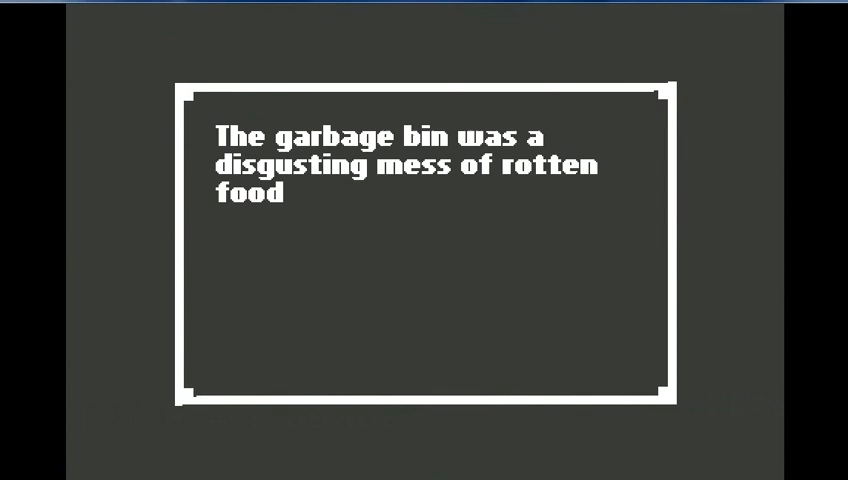 The garbage bin was a
disgusting mess of rotten
food